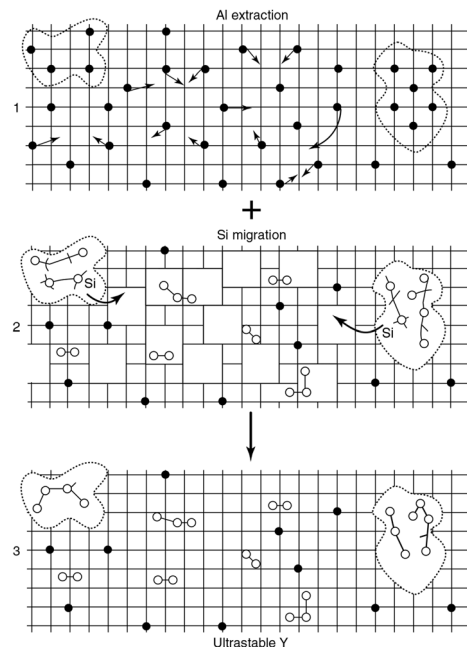 Al extraction
1
+
Si migration
Si
Si
2
3
Ultrastable Y